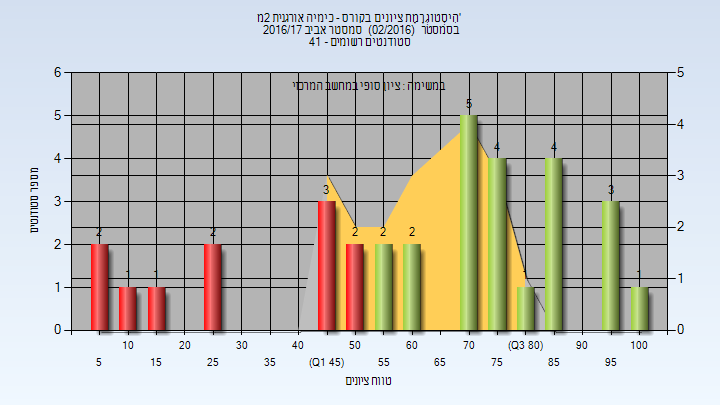 היסטוגרמת ציונים בקורס - כימיה אורגנית 2מ'
בסמסטר (02/2016) סמסטר אביב 2016/17
סטודנטים רשומים - 41
במשימה : ציון סופי במחשב המרכזי
מספר סטודנטים
6 5 4 3 2 1 0
5 4 3 2 1 0
2 1 1 2 3 2 2 2 5 4 1 4 3 1
10 20 30 40 50 60 70 (Q3 80) 90 100
5 15 25 35 (Q1 45) 55 65 75 85 95
טווח ציונים